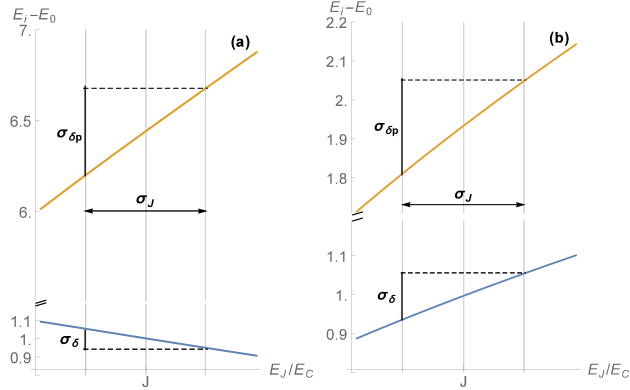 E_i−E_0
7.
(a)
6.5
σ_δp
σ_J
6.
1.1
1.
0.9
σ_δ
E_J/E_C
J
E_i−E_0
2.2
(b)
2.1
2.
1.9
1.8
σ_δp
σ_J
1.1
1.
0.9
σ_δ
E_J/E_C
J